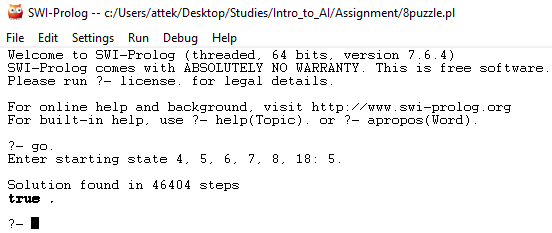 SWI-Prolog -- c:/Users/attek/Desktop/Studies/Intro_to_AI/Assignment/8puzzle.pl
File Edit Settings Run Debug Help
Welcome to SWI-Prolog (threaded, 64 bits, version 7.6.4)
SWI-Prolog comes with ABSOLUTELY NO WARRANTY. This is free software.
Please run ?- license. for legal details.
For online help and background, visit http://www.swi-prolog.org
For built-in help, use ?- help(Topic). or ?- apropos(Word).
?- go.
Enter starting state 4, 5, 6, 7, 8, 18: 5.
Solution found in 46404 steps
true .
?-